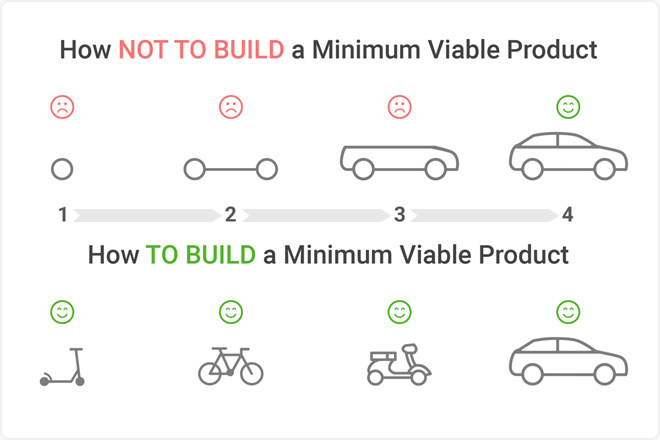 How NOT TO BUILD a Minimum Viable Product
1 2 3 4
How TO BUILD a Minimum Viable Product